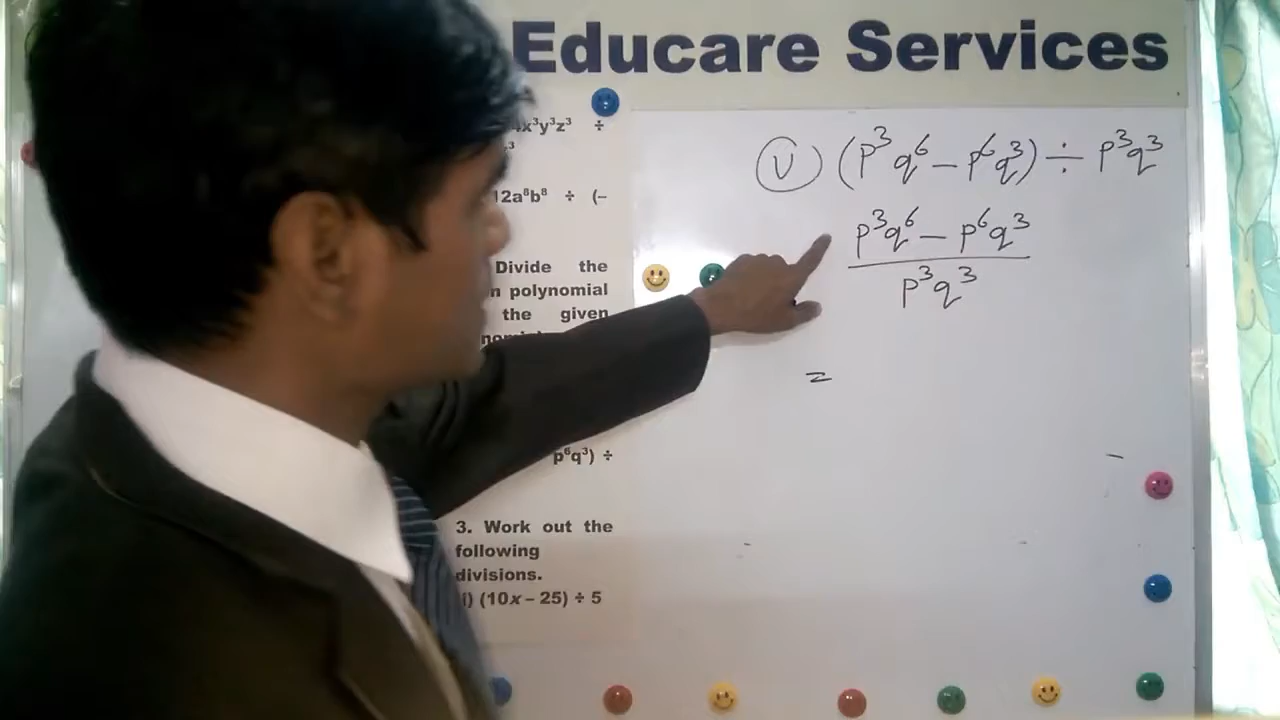 Educare Services
x³y³z³ ÷
12a⁸b⁸ ÷ (–
Divide the
polynomial
the given
p⁶q³) ÷
3. Work out the
following
divisions.
i) (10x – 25) ÷ 5
(V) (p³q⁶ – p⁶q³) ÷ p³q³
p³q⁶ – p⁶q³
p³q³
=